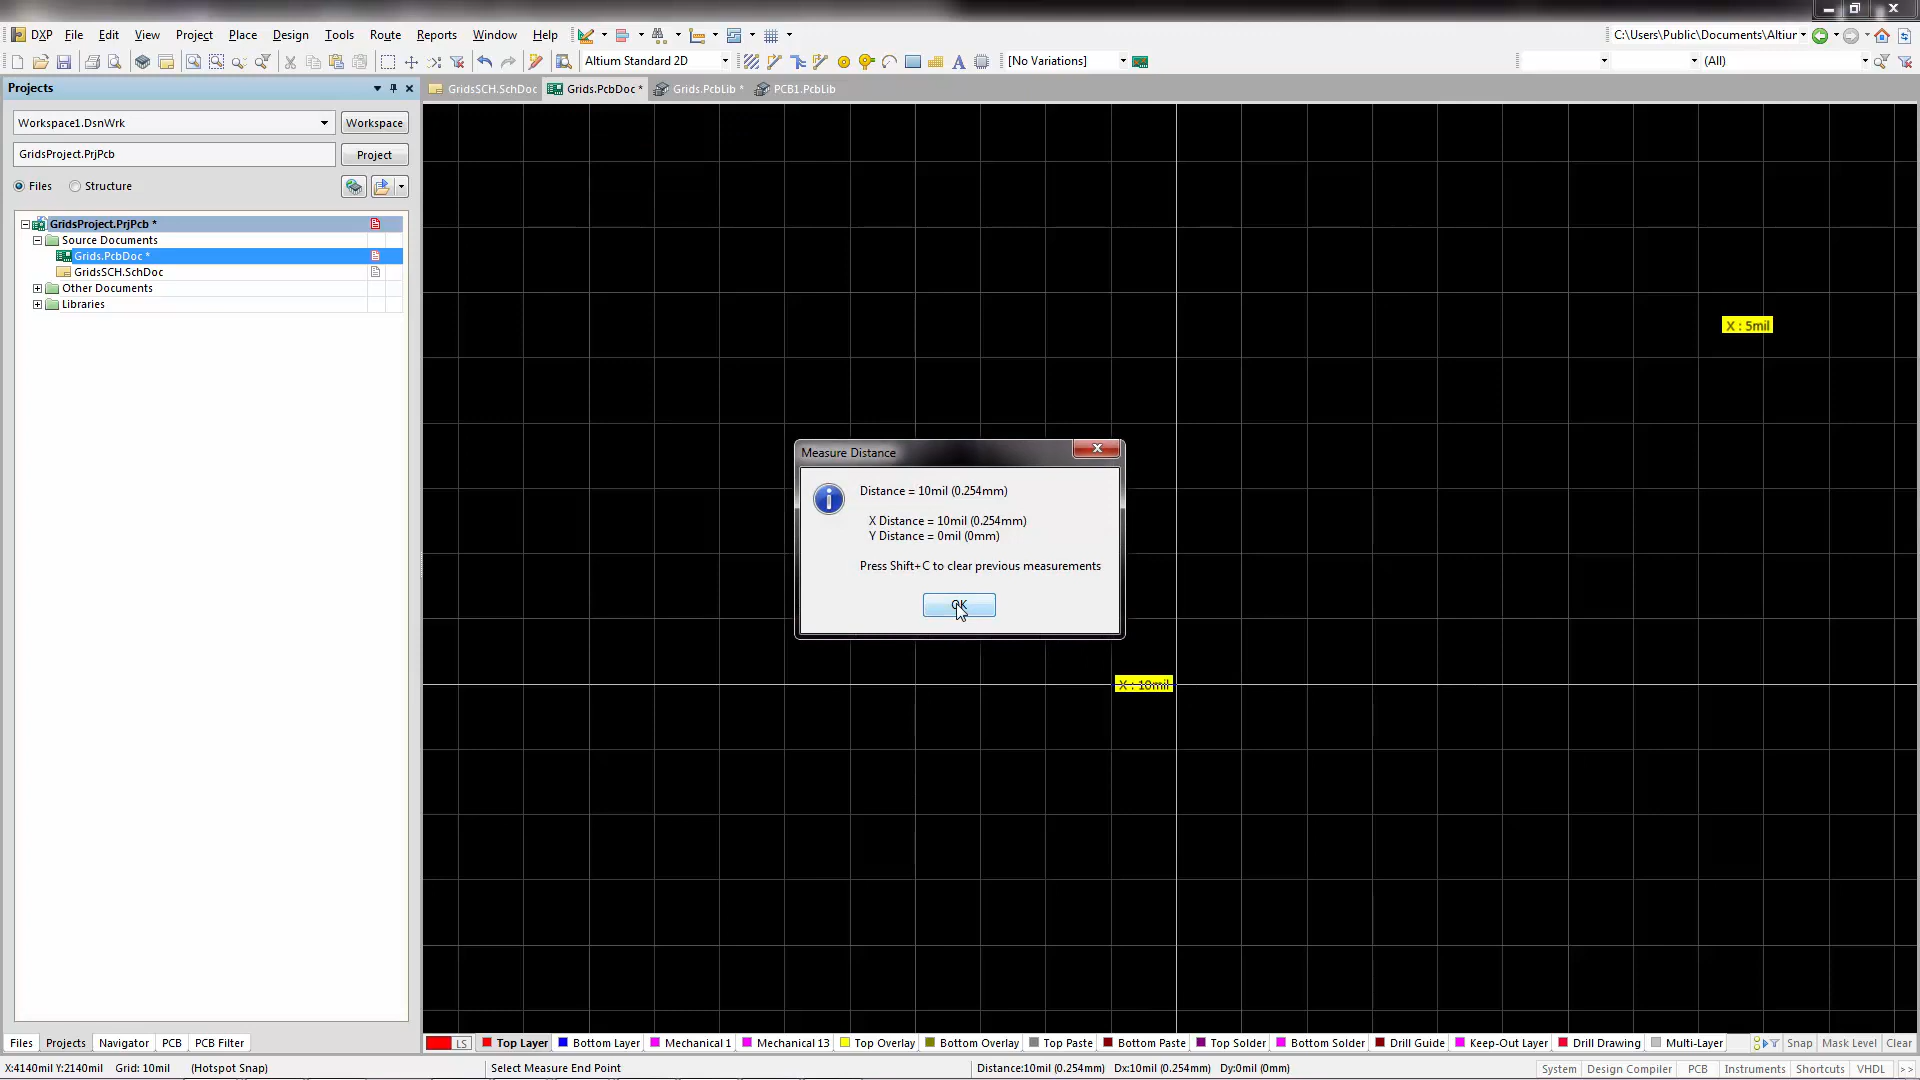 DXP File Edit View Project Place Design Tools Route Reports Window Help C:\Users\Public\Documents\Altiur
Altium Standard 2D [No Variations] (All)
Projects GridsSCH.SchDoc Grids.PcbDoc * Grids.PcbLib * PCB1.PcbLib
Workspace1.DsnWrk Workspace
GridsProject.PrjPcb Project
Files Structure
GridsProject.PrjPcb *
Source Documents
Grids.PcbDoc *
GridsSCH.SchDoc
Other Documents
Libraries
X : 5mil
Measure Distance
Distance = 10mil (0.254mm)
X Distance = 10mil (0.254mm)
Y Distance = 0mil (0mm)
Press Shift+C to clear previous measurements
OK
X : 10mil
Files Projects Navigator PCB PCB Filter LS Top Layer Bottom Layer Mechanical 1 Mechanical 13 Top Overlay Bottom Overlay Top Paste Bottom Paste Top Solder Bottom Solder Drill Guide Keep-Out Layer Drill Drawing Multi-Layer Snap Mask Level Clear
X:4140mil Y:2140mil Grid: 10mil (Hotspot Snap) Select Measure End Point Distance:10mil (0.254mm) Dx:10mil (0.254mm) Dy:0mil (0mm) System Design Compiler PCB Instruments Shortcuts VHDL >>